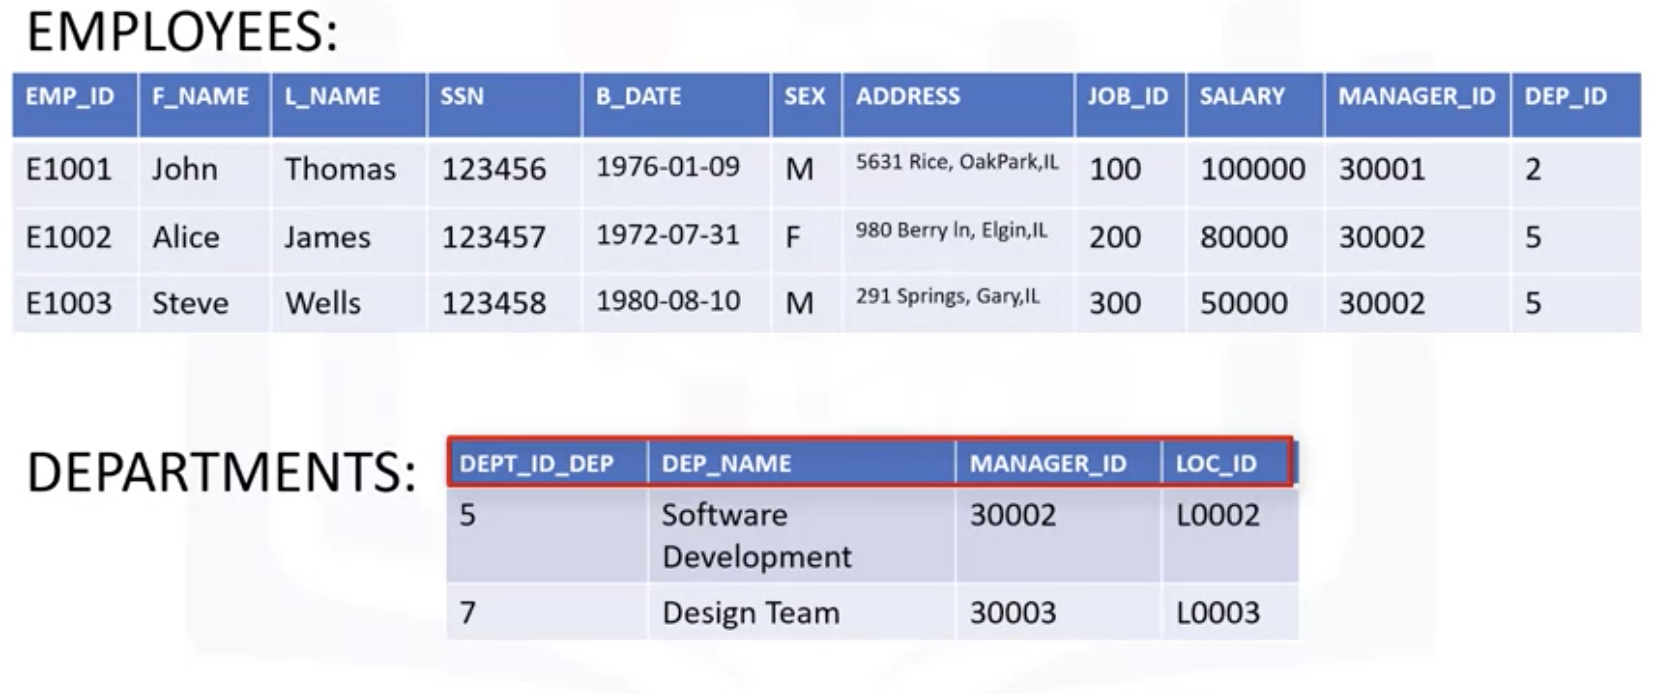 EMPLOYEES:
EMP_ID F_NAME L_NAME SSN B_DATE SEX ADDRESS JOB_ID SALARY MANAGER_ID DEP_ID
E1001 John Thomas 123456 1976-01-09 M 5631 Rice, OakPark,IL 100 100000 30001 2
E1002 Alice James 123457 1972-07-31 F 980 Berry ln, Elgin,IL 200 80000 30002 5
E1003 Steve Wells 123458 1980-08-10 M 291 Springs, Gary,IL 300 50000 30002 5
DEPARTMENTS:
DEPT_ID_DEP DEP_NAME MANAGER_ID LOC_ID
5 Software 30002 L0002
Development
7 Design Team 30003 L0003